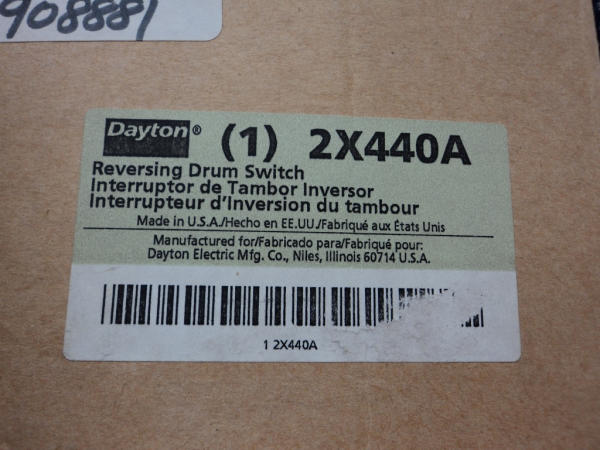 908881
Dayton® (1) 2X440A
Reversing Drum Switch
Interruptor de Tambor Inversor
Interrupteur d'Inversion du tambour
Made in U.S.A./Hecho en EE.UU./Fabriqué aux États Unis
Manufactured for/Fabricado para/Fabriqué pour:
Dayton Electric Mfg. Co., Niles, Illinois 60714 U.S.A.
1 2X440A